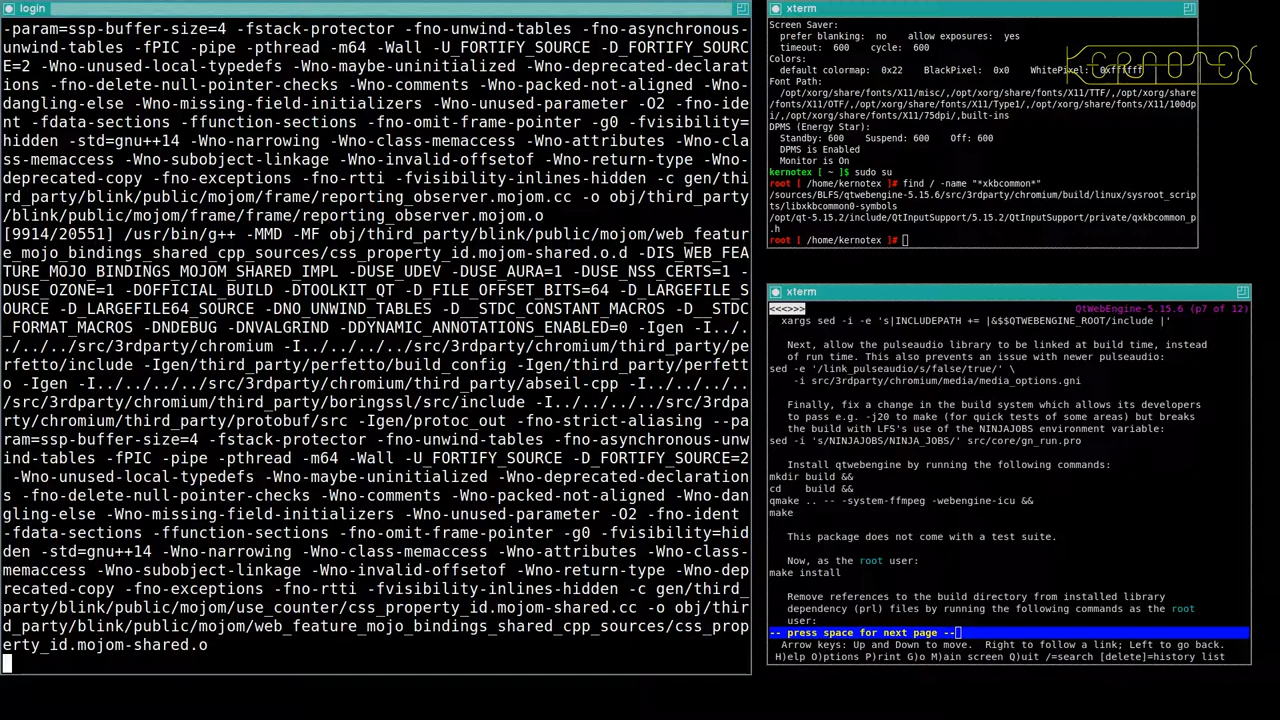 login
-param=ssp-buffer-size=4 -fstack-protector -fno-unwind-tables -fno-asynchronous-
unwind-tables -fPIC -pipe -pthread -m64 -Wall -U_FORTIFY_SOURCE -D_FORTIFY_SOURC
E=2 -Wno-unused-local-typedefs -Wno-maybe-uninitialized -Wno-deprecated-declarat
ions -fno-delete-null-pointer-checks -Wno-comments -Wno-packed-not-aligned -Wno-
dangling-else -Wno-missing-field-initializers -Wno-unused-parameter -O2 -fno-ide
nt -fdata-sections -ffunction-sections -fno-omit-frame-pointer -g0 -fvisibility=
hidden -std=gnu++14 -Wno-narrowing -Wno-class-memaccess -Wno-attributes -Wno-cla
ss-memaccess -Wno-subobject-linkage -Wno-invalid-offsetof -Wno-return-type -Wno-
deprecated-copy -fno-exceptions -fno-rtti -fvisibility-inlines-hidden -c gen/thi
rd_party/blink/public/mojom/frame/reporting_observer.mojom.cc -o obj/third_party
/blink/public/mojom/frame/frame/reporting_observer.mojom.o
[9914/20551] /usr/bin/g++ -MMD -MF obj/third_party/blink/public/mojom/web_featur
e_mojo_bindings_shared_cpp_sources/css_property_id.mojom-shared.o.d -DIS_WEB_FEA
TURE_MOJO_BINDINGS_MOJOM_SHARED_IMPL -DUSE_UDEV -DUSE_AURA=1 -DUSE_NSS_CERTS=1 -
DUSE_OZONE=1 -DOFFICIAL_BUILD -DTOOLKIT_QT -D_FILE_OFFSET_BITS=64 -D_LARGEFILE_S
OURCE -D_LARGEFILE64_SOURCE -DNO_UNWIND_TABLES -D__STDC_CONSTANT_MACROS -D__STDC
_FORMAT_MACROS -DNDEBUG -DNVALGRIND -DDYNAMIC_ANNOTATIONS_ENABLED=0 -Igen -I../.
./../../src/3rdparty/chromium -I../../../../src/3rdparty/chromium/third_party/pe
rfetto/include -Igen/third_party/perfetto/build_config -Igen/third_party/perfett
o -Igen -I../../../../src/3rdparty/chromium/third_party/abseil-cpp -I../../../..
/src/3rdparty/chromium/third_party/boringssl/src/include -I../../../../src/3rdpa
rty/chromium/third_party/protobuf/src -Igen/protoc_out -fno-strict-aliasing --pa
ram=ssp-buffer-size=4 -fstack-protector -fno-unwind-tables -fno-asynchronous-unw
ind-tables -fPIC -pipe -pthread -m64 -Wall -U_FORTIFY_SOURCE -D_FORTIFY_SOURCE=2
-Wno-unused-local-typedefs -Wno-maybe-uninitialized -Wno-deprecated-declaration
s -fno-delete-null-pointer-checks -Wno-comments -Wno-packed-not-aligned -Wno-dan
gling-else -Wno-missing-field-initializers -Wno-unused-parameter -O2 -fno-ident
-fdata-sections -ffunction-sections -fno-omit-frame-pointer -g0 -fvisibility=hid
den -std=gnu++14 -Wno-narrowing -Wno-class-memaccess -Wno-attributes -Wno-class-
memaccess -Wno-subobject-linkage -Wno-invalid-offsetof -Wno-return-type -Wno-dep
recated-copy -fno-exceptions -fno-rtti -fvisibility-inlines-hidden -c gen/third_
party/blink/public/mojom/use_counter/css_property_id.mojom-shared.cc -o obj/thir
d_party/blink/public/mojom/web_feature_mojo_bindings_shared_cpp_sources/css_prop
erty_id.mojom-shared.o
xterm
Screen Saver:
prefer blanking: no allow exposures: yes
timeout: 600 cycle: 600
Colors:
default colormap: 0x22 BlackPixel: 0x0 WhitePixel: 0xffffff
Font Path:
/opt/xorg/share/fonts/X11/misc/,/opt/xorg/share/fonts/X11/TTF/,/opt/xorg/share
/fonts/X11/OTF/,/opt/xorg/share/fonts/X11/Type1/,/opt/xorg/share/fonts/X11/100dp
i/,/opt/xorg/share/fonts/X11/75dpi/,built-ins
DPMS (Energy Star):
Standby: 600 Suspend: 600 Off: 600
DPMS is Enabled
Monitor is On
kernotex [ ~ ]$ sudo su
root [ /home/kernotex ]# find / -name "*xkbcommon*"
/sources/BLFS/qtwebengine-5.15.6/src/3rdparty/chromium/build/linux/sysroot_scrip
ts/libxkbcommon0-symbols
/opt/qt-5.15.2/include/QtInputSupport/5.15.2/QtInputSupport/private/qxkbcommon_p
.h
root [ /home/kernotex ]#
KERNOTEX
xterm
<<<>>> QtWebEngine-5.15.6 (p7 of 12)
xargs sed -i -e 's|INCLUDEPATH += |&$$QTWEBENGINE_ROOT/include |'
Next, allow the pulseaudio library to be linked at build time, instead
of run time. This also prevents an issue with newer pulseaudio:
sed -e '/link_pulseaudio/s/false/true/' \
-i src/3rdparty/chromium/media/media_options.gni
Finally, fix a change in the build system which allows its developers
to pass e.g. -j20 to make (for quick tests of some areas) but breaks
the build with LFS's use of the NINJAJOBS environment variable:
sed -i 's/NINJAJOBS/NINJA_JOBS/' src/core/gn_run.pro
Install qtwebengine by running the following commands:
mkdir build &&
cd build &&
qmake .. -- -system-ffmpeg -webengine-icu &&
make
This package does not come with a test suite.
Now, as the root user:
make install
Remove references to the build directory from installed library
dependency (prl) files by running the following commands as the root
user:
-- press space for next page --
Arrow keys: Up and Down to move. Right to follow a link; Left to go back.
H)elp O)ptions P)rint G)o M)ain screen Q)uit /=search [delete]=history list